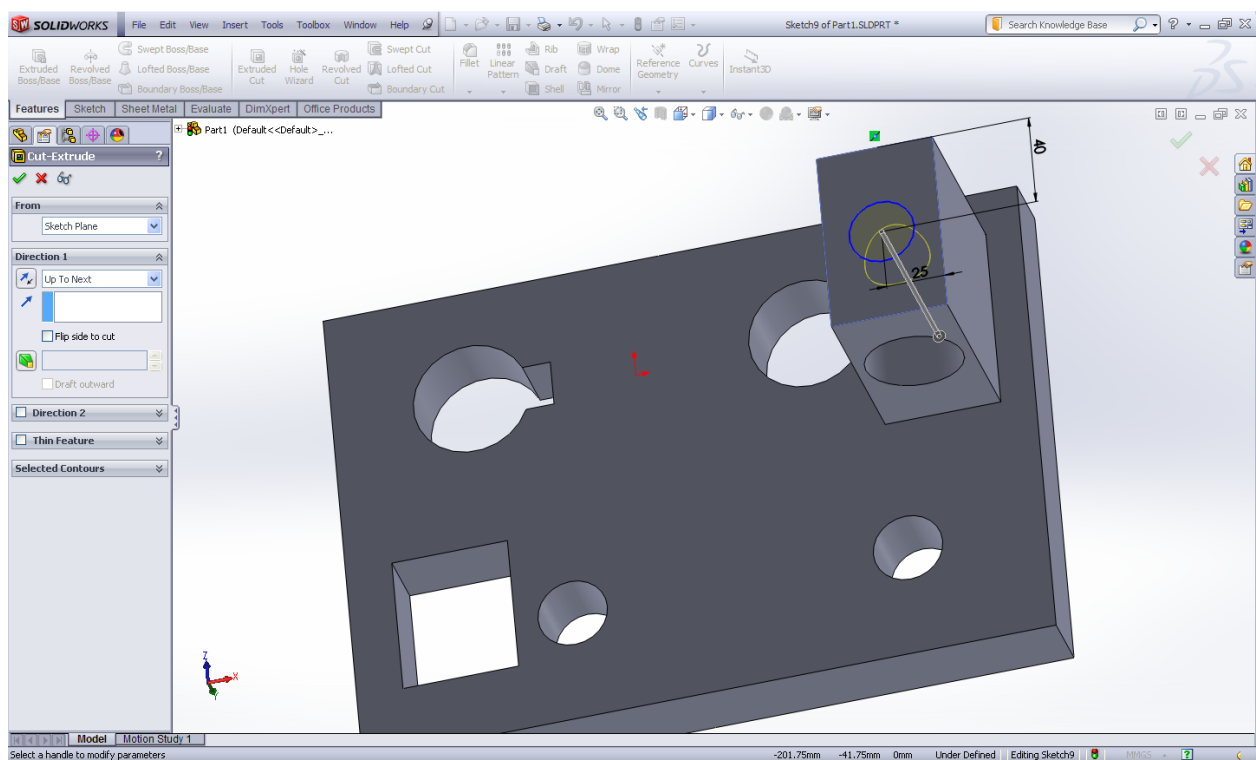 SOLIDWORKS File Edit View Insert Tools Toolbox Window Help Sketch9 of Part1.SLDPRT * Search Knowledge Base ?
Extruded Boss/Base
Revolved Boss/Base
Swept Boss/Base
Lofted Boss/Base
Boundary Boss/Base
Extruded Cut
Hole Wizard
Revolved Cut
Swept Cut
Lofted Cut
Boundary Cut
Fillet
Linear Pattern
Rib
Draft
Shell
Wrap
Dome
Mirror
Reference Geometry
Curves
Instant3D
Features Sketch Sheet Metal Evaluate DimXpert Office Products
Part1 (Default<<Default>_...
Cut-Extrude ?
From
Sketch Plane
Direction 1
Up To Next
Flip side to cut
Draft outward
Direction 2
Thin Feature
Selected Contours
40
25
Z
X
Y
Model Motion Study 1
Select a handle to modify parameters -201.75mm -41.75mm 0mm Under Defined Editing Sketch9 MMGS ?